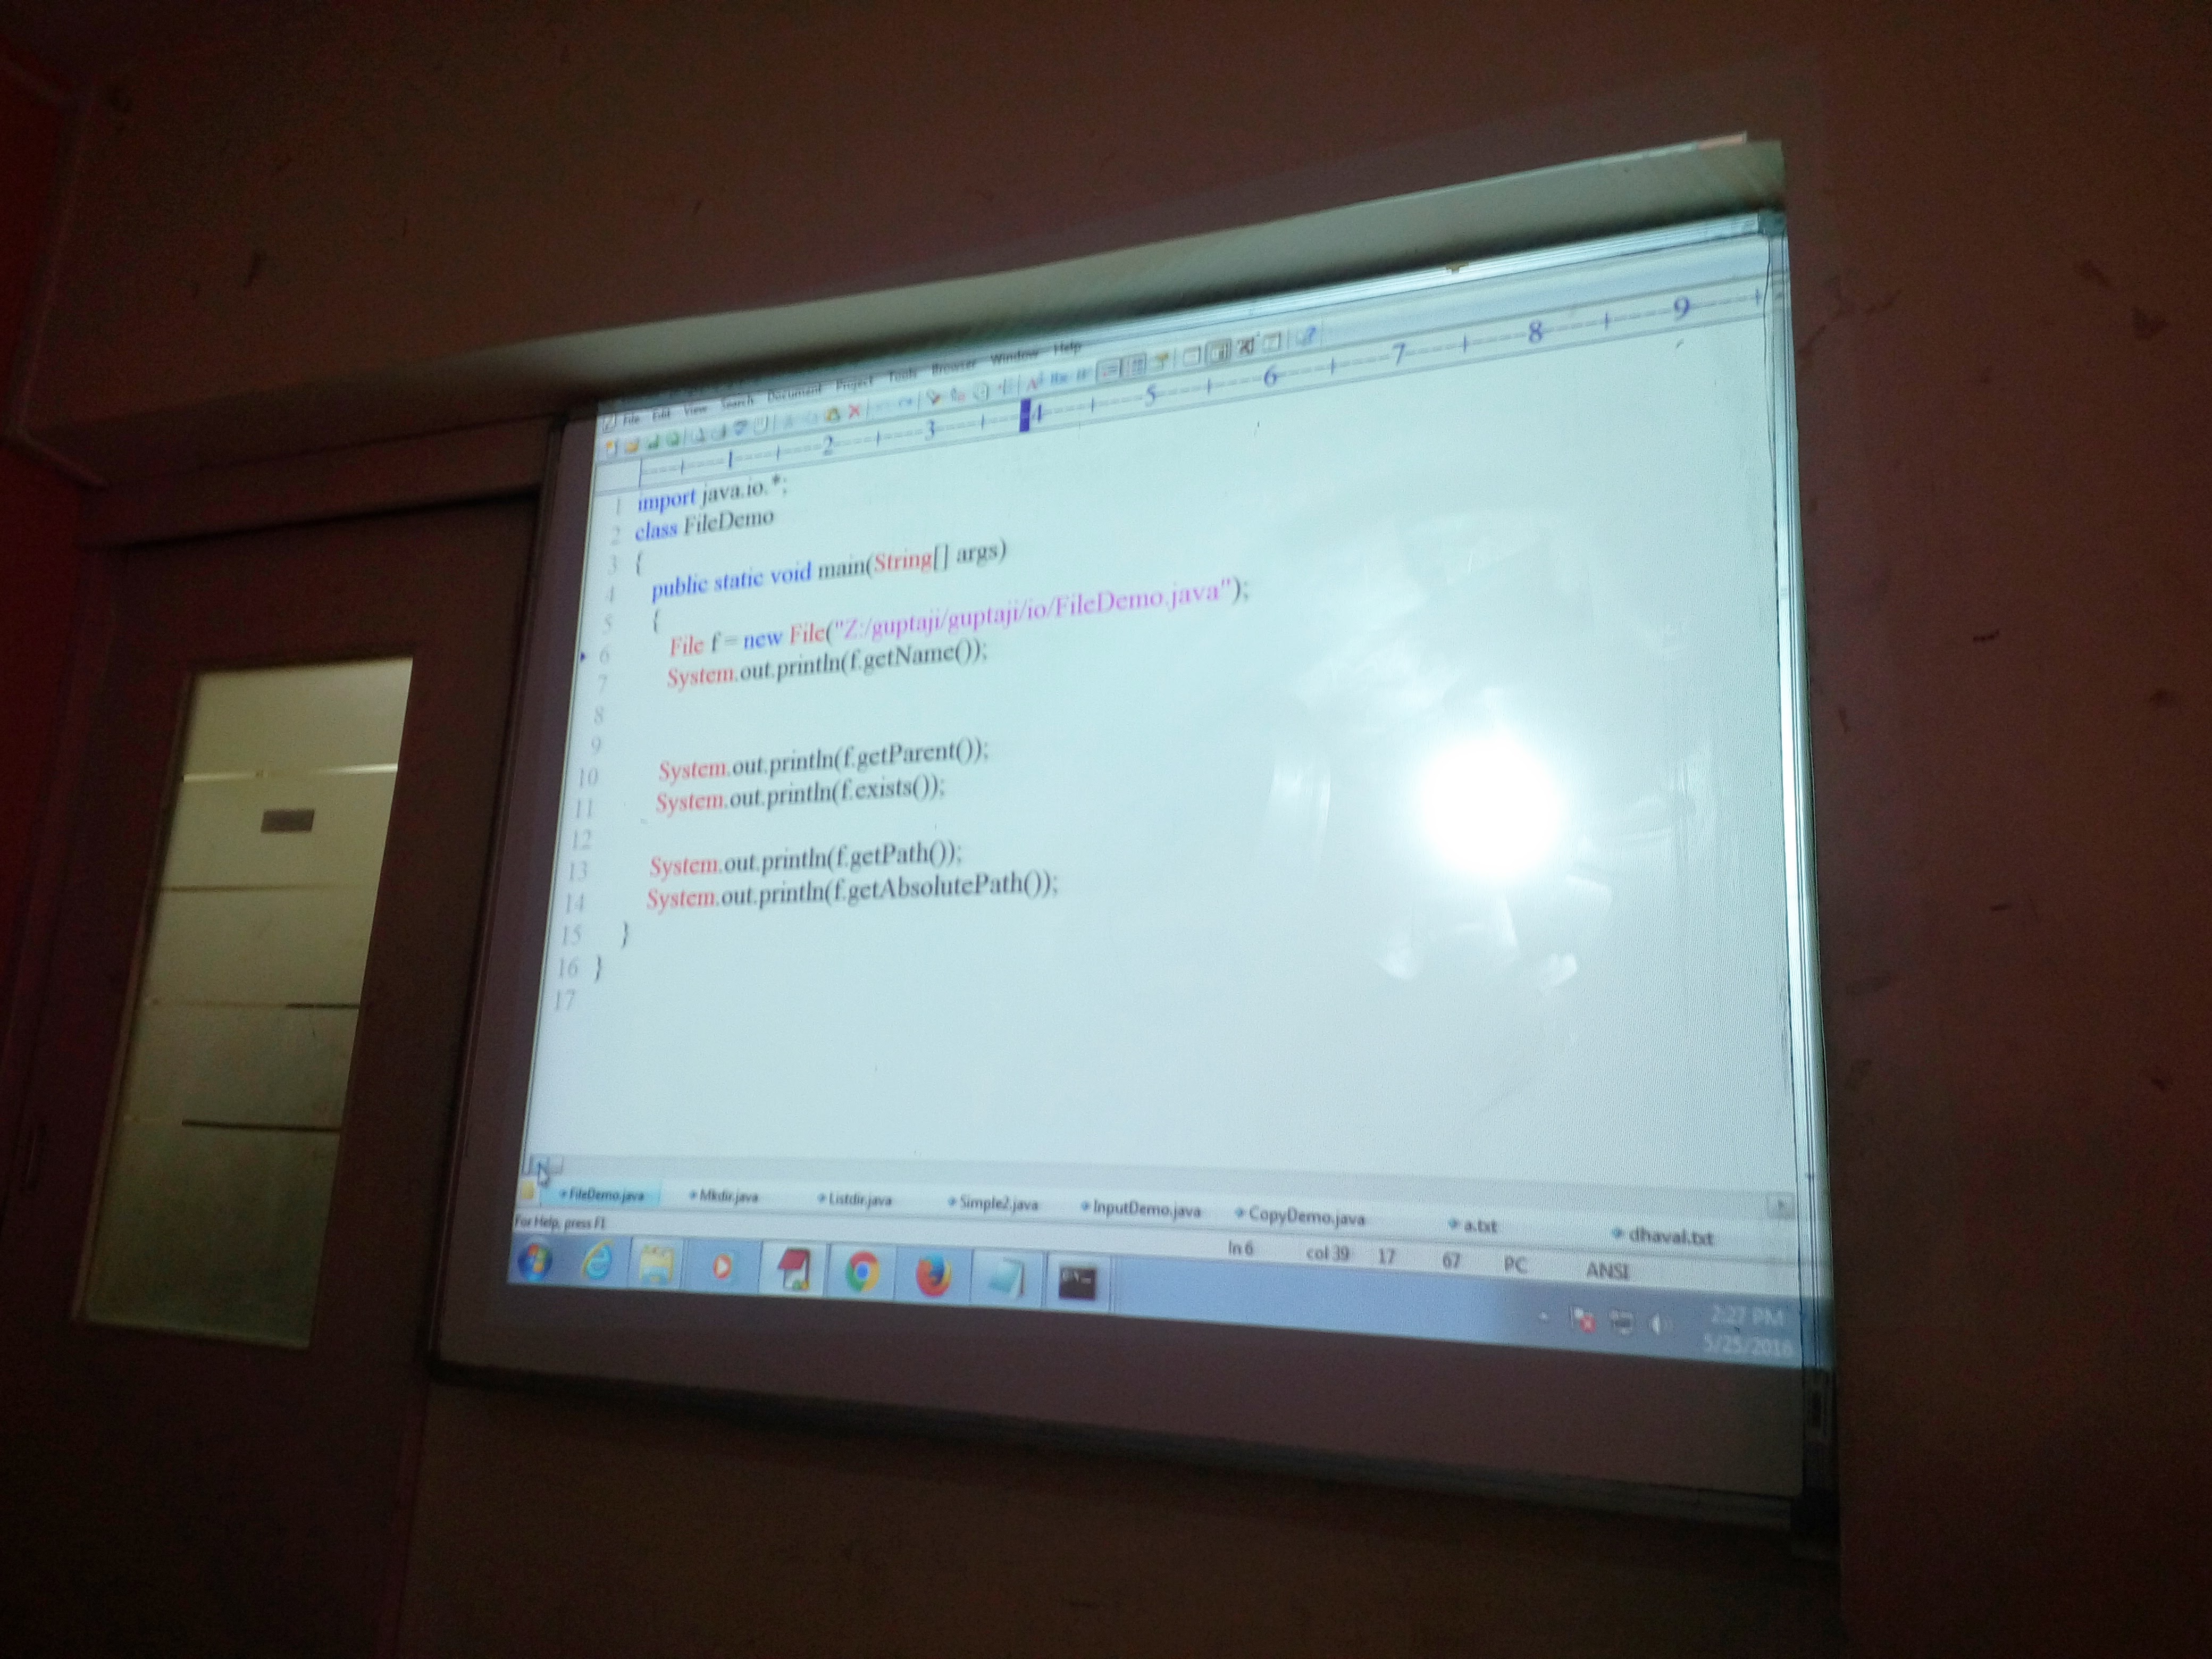 File Edit View Search Document Project Tools Browser Window Help
1 2 3 4 5 6 7 8 9
1 import java.io.*;
2 class FileDemo
3 {
4 public static void main(String[] args)
5 {
6 File f = new File("Z:/guptaji/guptaji/io/FileDemo.java");
7 System.out.println(f.getName());
8
9
10 System.out.println(f.getParent());
11 System.out.println(f.exists());
12
13 System.out.println(f.getPath());
14 System.out.println(f.getAbsolutePath());
15 }
16 }
17
FileDemo.java Mkdir.java Listdir.java Simple2.java InputDemo.java CopyDemo.java a.txt dhaval.txt
For Help, press F1 ln 6 col 39 17 67 PC ANSI
2:27 PM
5/25/2018